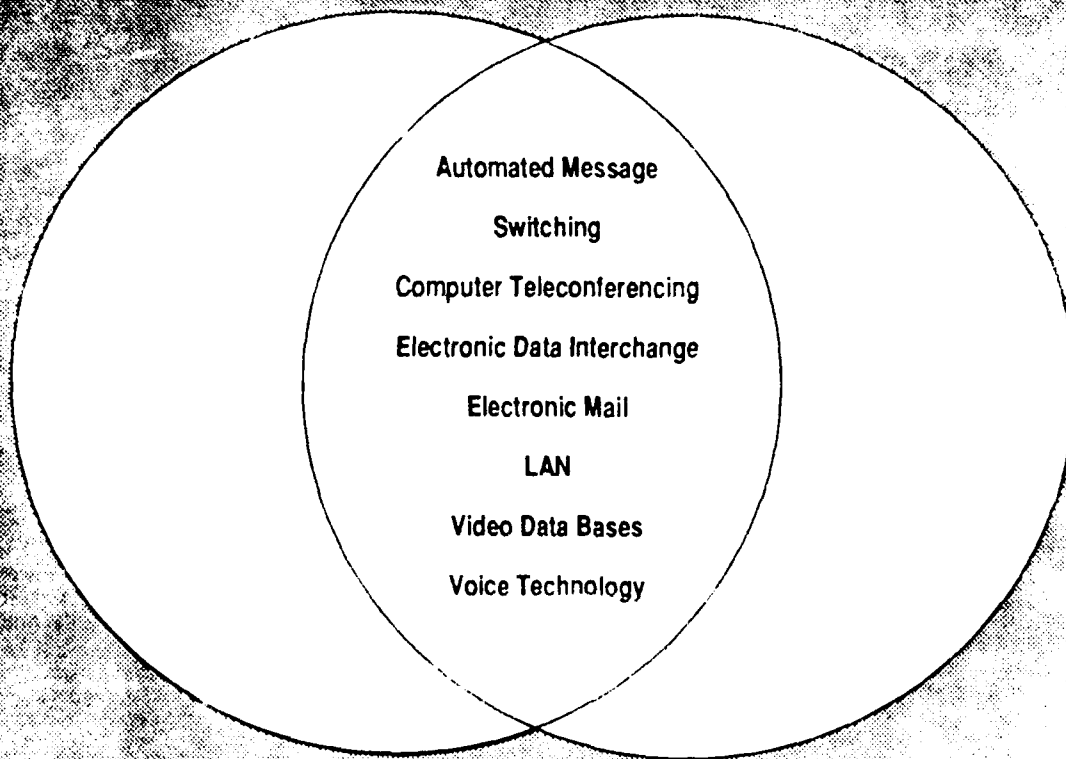 Automated Message
Switching
Computer Teleconferencing
Electronic Data Interchange
Electronic Mail
LAN
Video Data Bases
Voice Technology